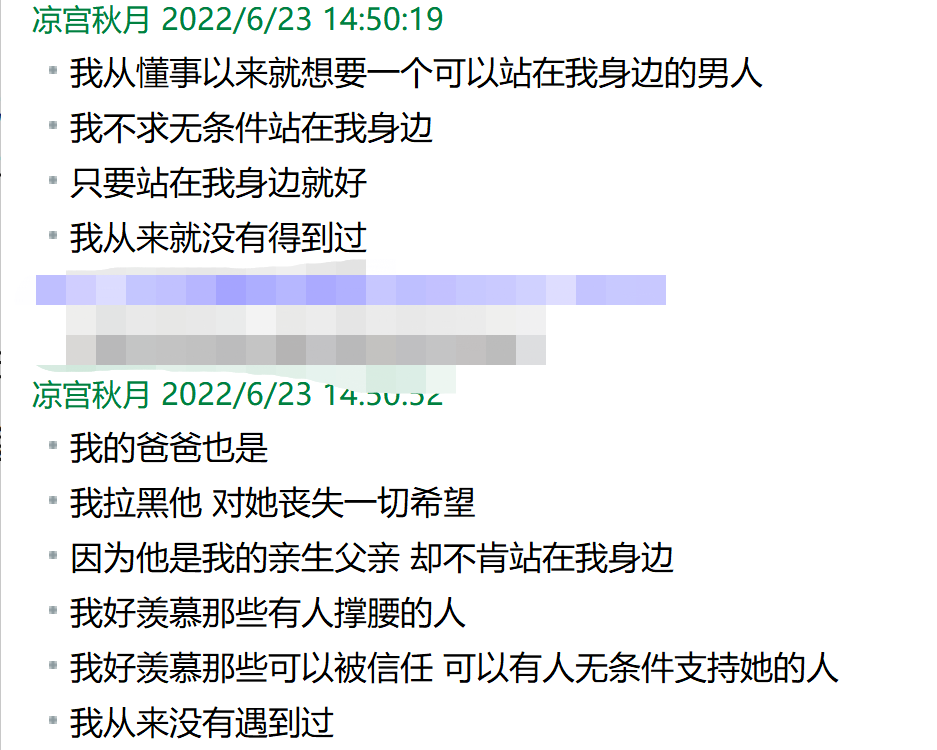 凉宫秋月 2022/6/23 14:50:19
我从懂事以来就想要一个可以站在我身边的男人
我不求无条件站在我身边
只要站在我身边就好
我从来就没有得到过
凉宫秋月 2022/6/23 14:50:52
我的爸爸也是
我拉黑他 对她丧失一切希望
因为他是我的亲生父亲 却不肯站在我身边
我好羡慕那些有人撑腰的人
我好羡慕那些可以被信任 可以有人无条件支持她的人
我从来没有遇到过